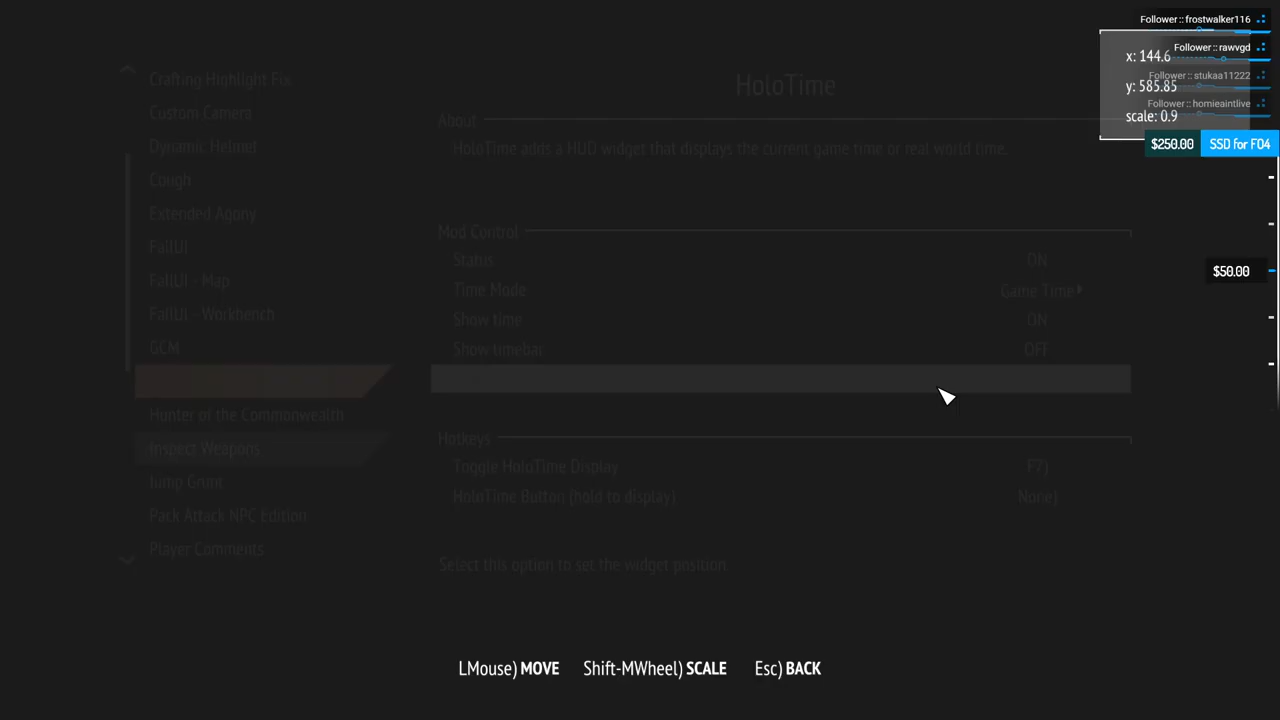 Follower :: frostwalker116
Follower :: rawvgd
Follower :: stukaa11222
Follower :: homieaintlive
x: 144.6
y: 585.85
scale: 0.9
$250.00 SSD for FO4
$50.00
Crafting Highlight Fix
Custom Camera
Dynamic Helmet
Cough
Extended Agony
FallUI
FallUI - Map
FallUI - Workbench
GCM
Hunter of the Commonwealth
Inspect Weapons
Jump Grunt
Pack Attack NPC Edition
Player Comments
HoloTime
About
HoloTime adds a HUD widget that displays the current game time or real world time.
Mod Control
Status ON
Time Mode Game Time
Show time ON
Show timebar OFF
Hotkeys
Toggle HoloTime Display F7)
HoloTime Button (hold to display) None)
Select this option to set the widget position
LMouse) MOVE Shift-MWheel) SCALE Esc) BACK